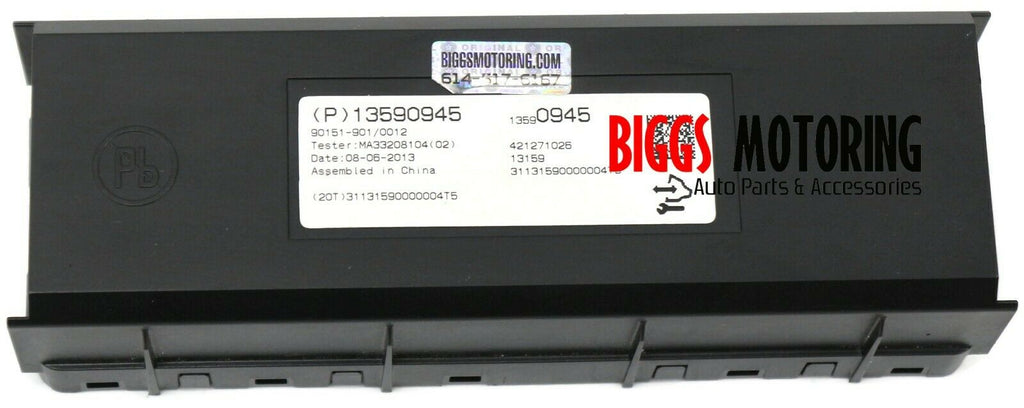 ORIGINAL
BIGGSMOTORING.COM
614-317-6167
(P)13590945
13590945
90151-901/0012
Tester:MA33208104(02)
421271026
Date:08-06-2013
13159
Assembled in China
(20T)31131590000004T5
BIGGS MOTORING
Auto Parts & Accessories
Pb